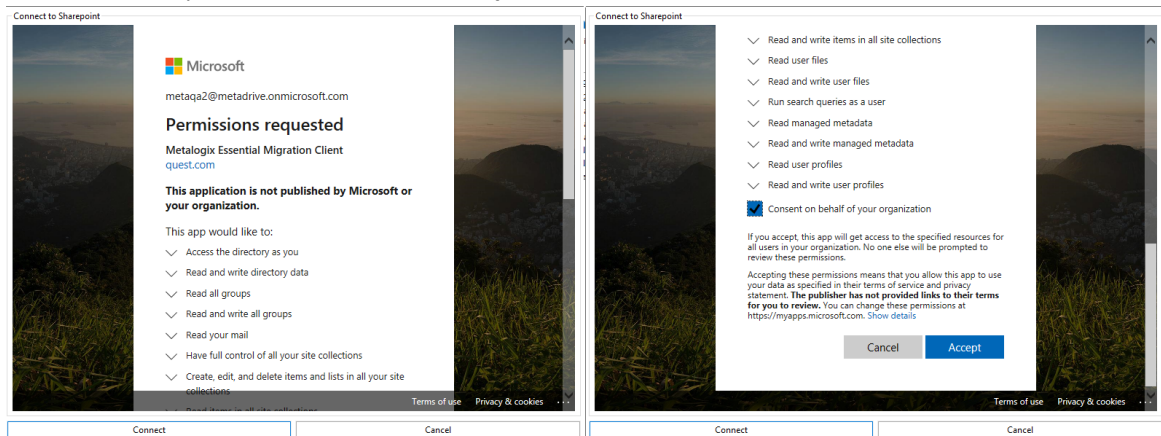 Connect to Sharepoint
Microsoft
metaqa2@metadrive.onmicrosoft.com
Permissions requested
Metalogix Essential Migration Client
quest.com
This application is not published by Microsoft or
your organization.
This app would like to:
Access the directory as you
Read and write directory data
Read all groups
Read and write all groups
Read your mail
Have full control of all your site collections
Create, edit, and delete items and lists in all your site
collections
Read items in all site collections
Terms of use Privacy & cookies ...
Connect Cancel
Connect to Sharepoint
Read and write items in all site collections
Read user files
Read and write user files
Run search queries as a user
Read managed metadata
Read and write managed metadata
Read user profiles
Read and write user profiles
Consent on behalf of your organization
If you accept, this app will get access to the specified resources for
all users in your organization. No one else will be prompted to
review these permissions.
Accepting these permissions means that you allow this app to use
your data as specified in their terms of service and privacy
statement. The publisher has not provided links to their terms
for you to review. You can change these permissions at
https://myapps.microsoft.com. Show details
Cancel Accept
Terms of use Privacy & cookies ...
Connect Cancel